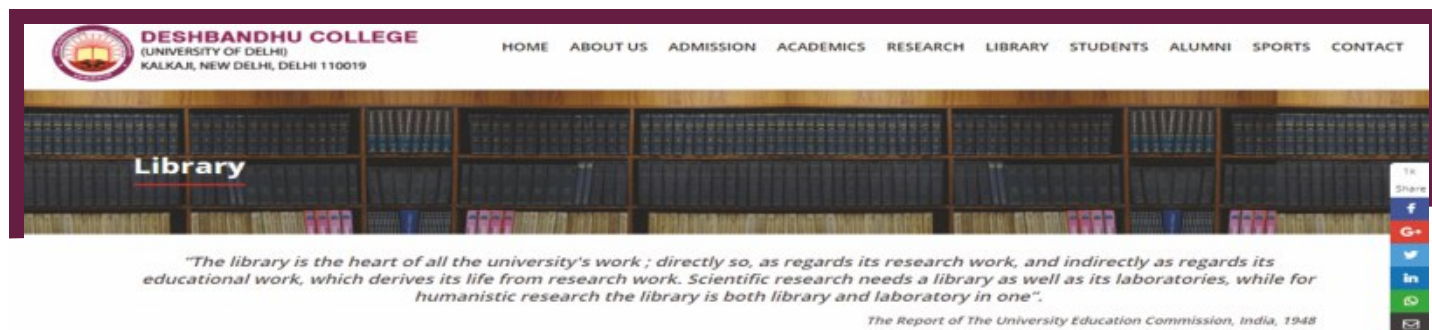 DESHBANDHU COLLEGE
(UNIVERSITY OF DELHI)
KALKAJI, NEW DELHI, DELHI 110019
HOME ABOUT US ADMISSION ACADEMICS RESEARCH LIBRARY STUDENTS ALUMNI SPORTS CONTACT
Library
1K
Share
f
G+
in
"The library is the heart of all the university's work ; directly so, as regards its research work, and indirectly as regards its
educational work, which derives its life from research work. Scientific research needs a library as well as its laboratories, while for
humanistic research the library is both library and laboratory in one".
The Report of The University Education Commission, India, 1948